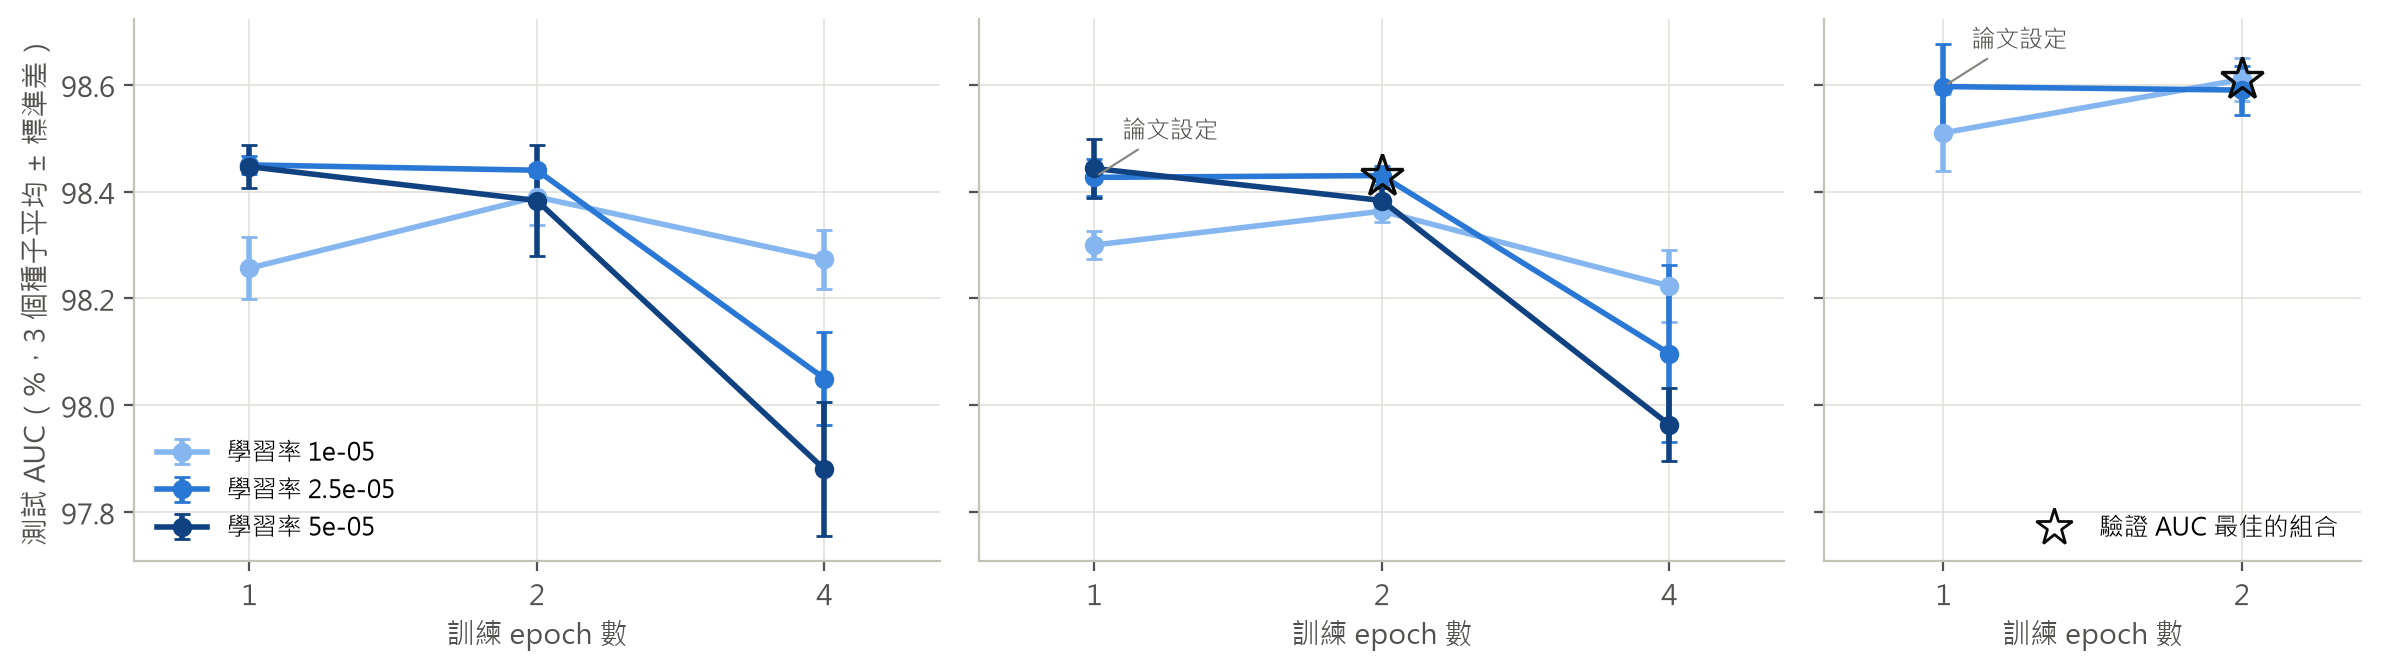 測試 AUC（%，3 個種子平均 ± 標準差）
98.6
98.4
98.2
98.0
97.8
學習率 1e-05
學習率 2.5e-05
學習率 5e-05
1
2
4
訓練 epoch 數
論文設定
1
2
4
訓練 epoch 數
論文設定
驗證 AUC 最佳的組合
1
2
訓練 epoch 數